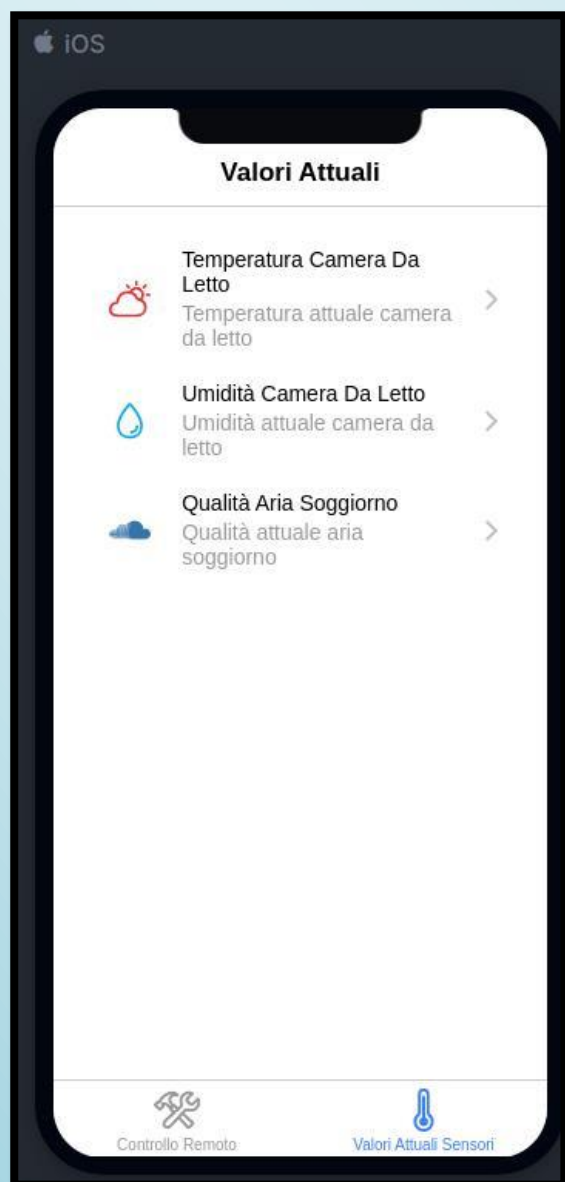 iOS
Valori Attuali
Temperatura Camera Da
Letto
Temperatura attuale camera
da letto
Umidità Camera Da Letto
Umidità attuale camera da
letto
Qualità Aria Soggiorno
Qualità attuale aria
soggiorno
Controllo Remoto
Valori Attuali Sensori